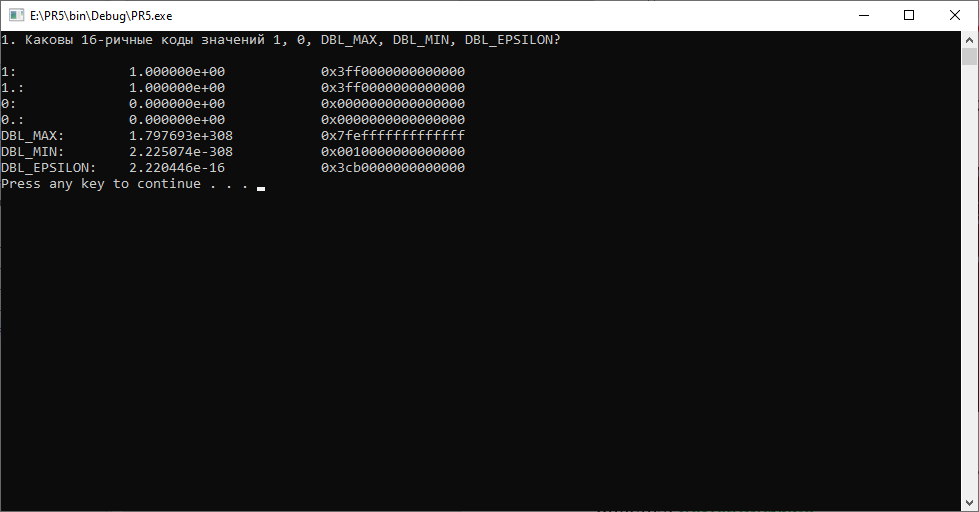 E:\PR5\bin\Debug\PR5.exe
1. Каковы 16-ричные коды значений 1, 0, DBL_MAX, DBL_MIN, DBL_EPSILON?
1: 1.000000e+00 0x3ff0000000000000
1.: 1.000000e+00 0x3ff0000000000000
0: 0.000000e+00 0x0000000000000000
0.: 0.000000e+00 0x0000000000000000
DBL_MAX: 1.797693e+308 0x7fefffffffffffff
DBL_MIN: 2.225074e-308 0x0010000000000000
DBL_EPSILON: 2.220446e-16 0x3cb0000000000000
Press any key to continue . . .